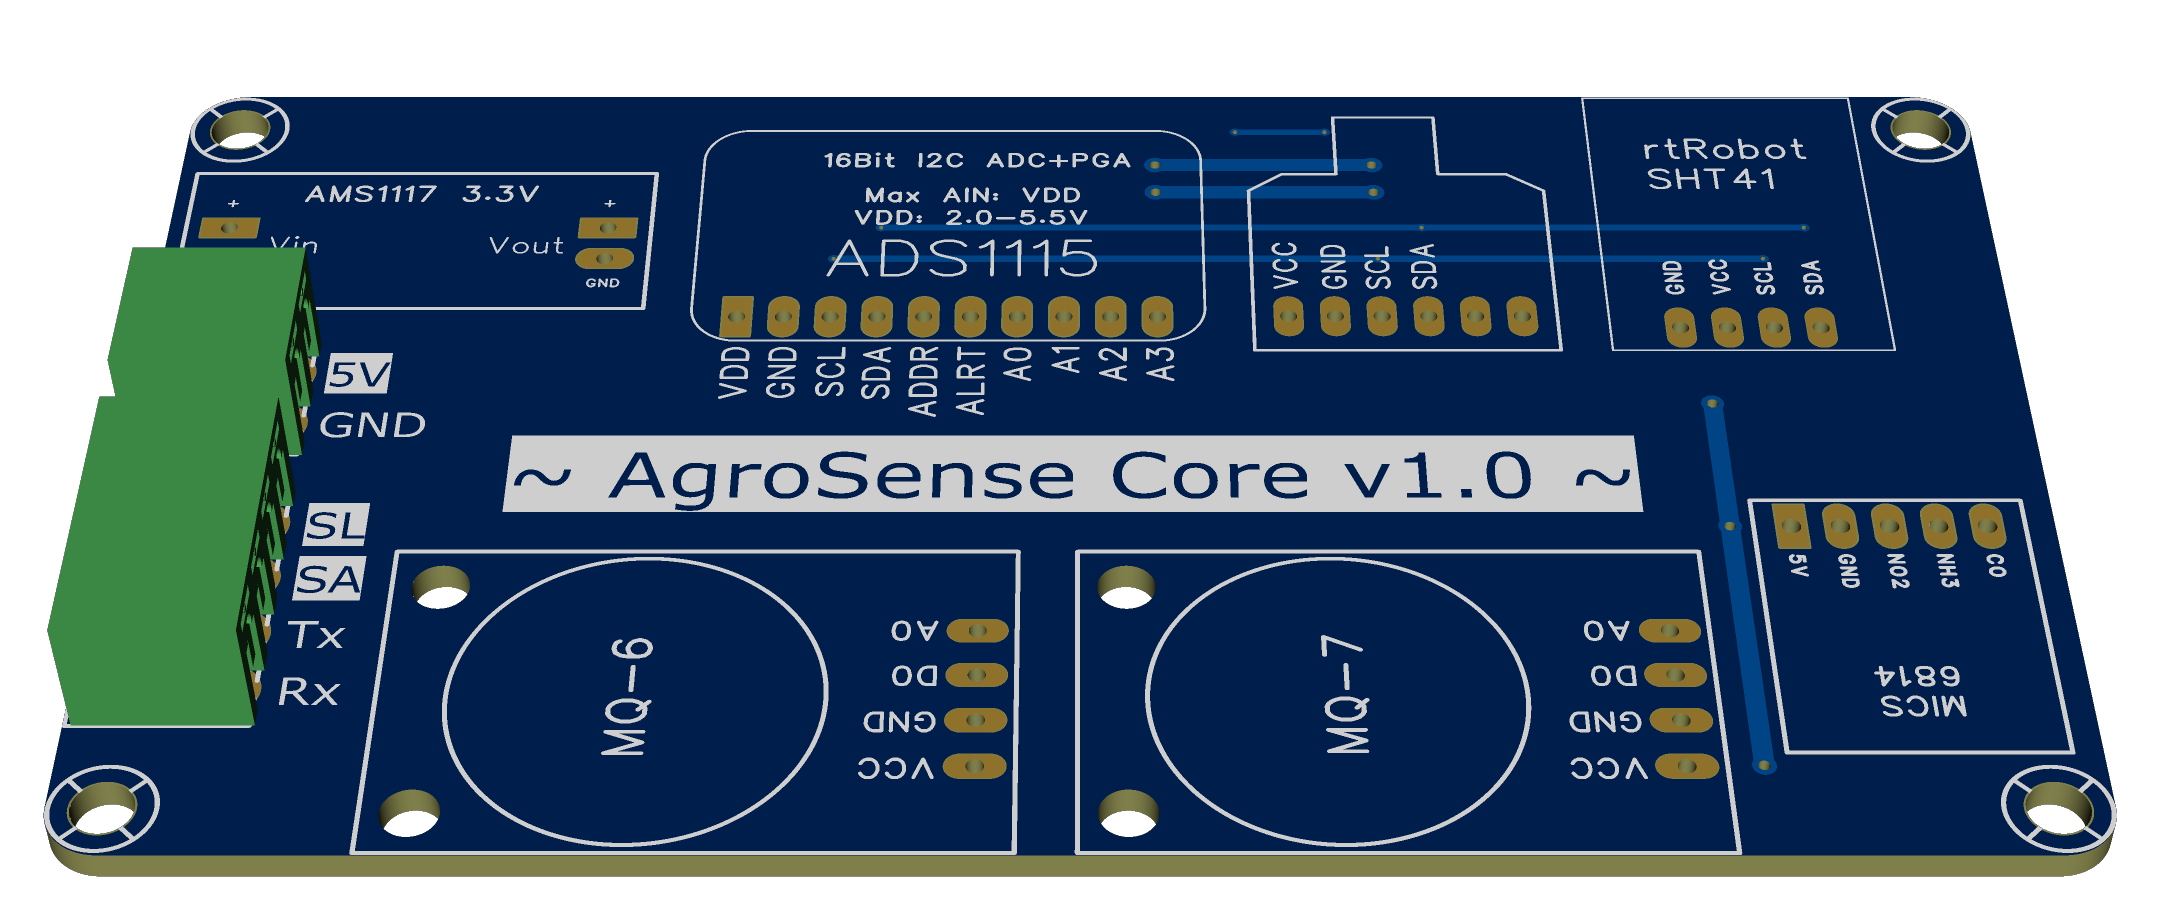 AMS1117 3.3V
+
+
Vin
Vout
GND
16Bit I2C ADC+PGA
Max AIN: VDD
VDD: 2.0-5.5V
ADS1115
VDD
GND
SCL
SDA
ADDR
ALRT
A0
A1
A2
A3
VCC
GND
SCL
SDA
rtRobot
SHT41
GND
VCC
SCL
SDA
5V
GND
~ AgroSense Core v1.0 ~
SL
SA
Tx
Rx
MQ-6
A0
D0
GND
VCC
MQ-7
A0
D0
GND
VCC
5V
GND
NO2
NH3
CO
MICS
6814